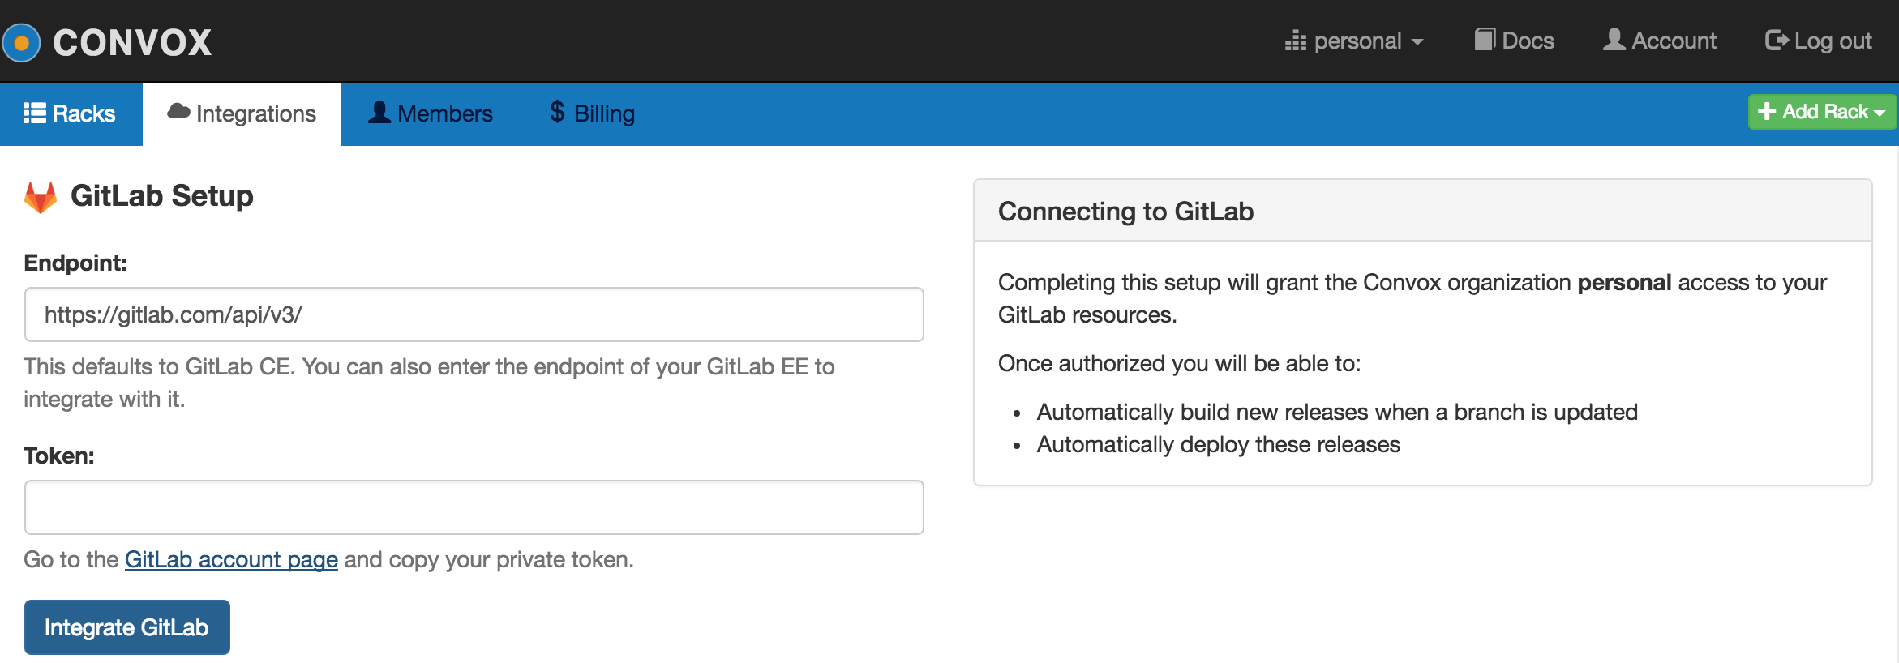 CONVOX
personal
Docs
Account
Log out
Racks
Integrations
Members
$ Billing
+ Add Rack
GitLab Setup
Endpoint:
https://gitlab.com/api/v3/
This defaults to GitLab CE. You can also enter the endpoint of your GitLab EE to
integrate with it.
Token:
Go to the GitLab account page and copy your private token.
Integrate GitLab
Connecting to GitLab
Completing this setup will grant the Convox organization personal access to your
GitLab resources.
Once authorized you will be able to:
• Automatically build new releases when a branch is updated
• Automatically deploy these releases